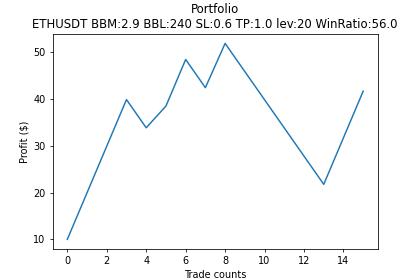 Portfolio
ETHUSDT BBM:2.9 BBL:240 SL:0.6 TP:1.0 lev:20 WinRatio:56.0
50
40
30
20
10
Profit ($)
0 2 4 6 8 10 12 14
Trade counts